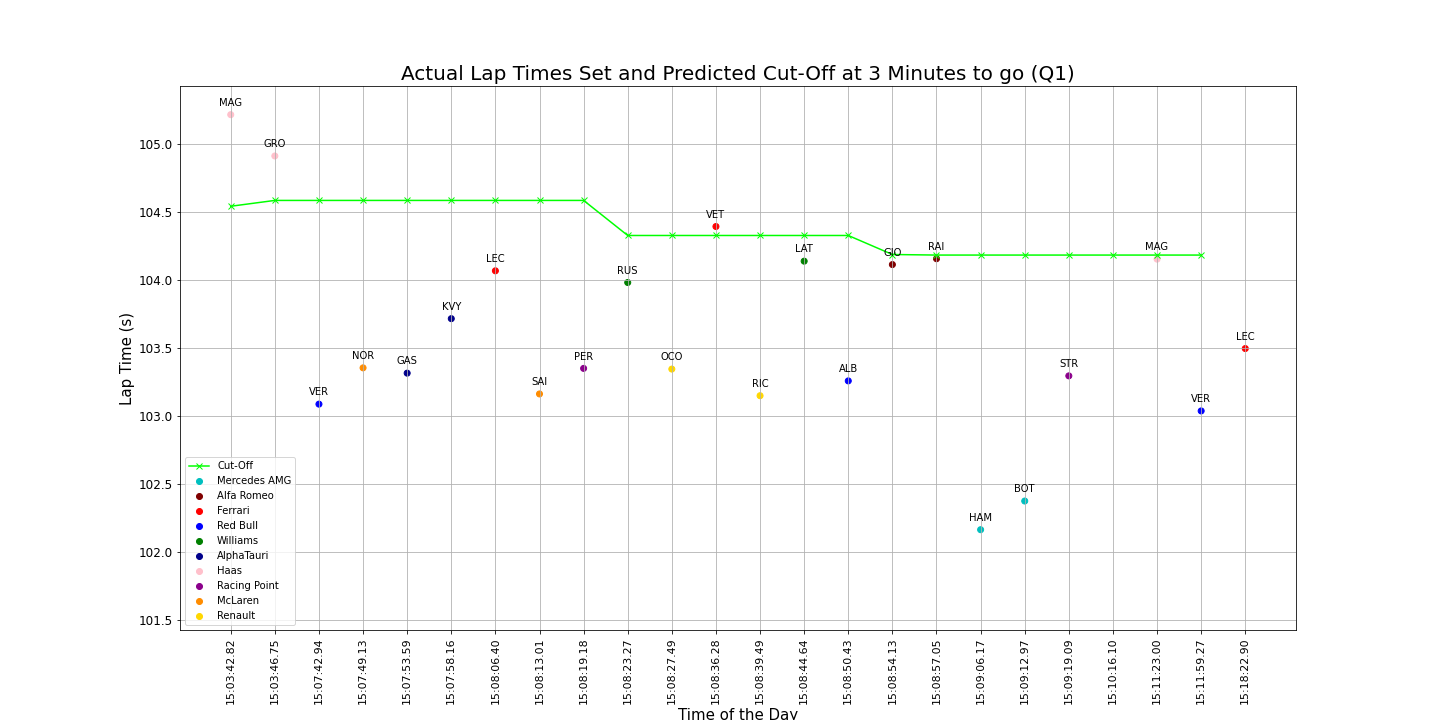 Actual Lap Times Set and Predicted Cut-Off at 3 Minutes to go (Q1)
Lap Time (s)
105.0
104.5
104.0
103.5
103.0
102.5
102.0
101.5
MAG
GRO
VER
NOR
GAS
KVY
LEC
SAI
PER
RUS
OCO
VET
RIC
LAT
ALB
GIO
RAI
HAM
BOT
STR
MAG
VER
LEC
Cut-Off
Mercedes AMG
Alfa Romeo
Ferrari
Red Bull
Williams
AlphaTauri
Haas
Racing Point
McLaren
Renault
15:03:42.82
15:03:46.75
15:07:42.94
15:07:49.13
15:07:53.59
15:07:58.16
15:08:06.40
15:08:13.01
15:08:19.18
15:08:23.27
15:08:27.49
15:08:36.28
15:08:39.49
15:08:44.64
15:08:50.43
15:08:54.13
15:08:57.05
15:09:06.17
15:09:12.97
15:09:19.09
15:10:16.10
15:11:23.00
15:11:59.27
15:18:22.90
Time of the Day